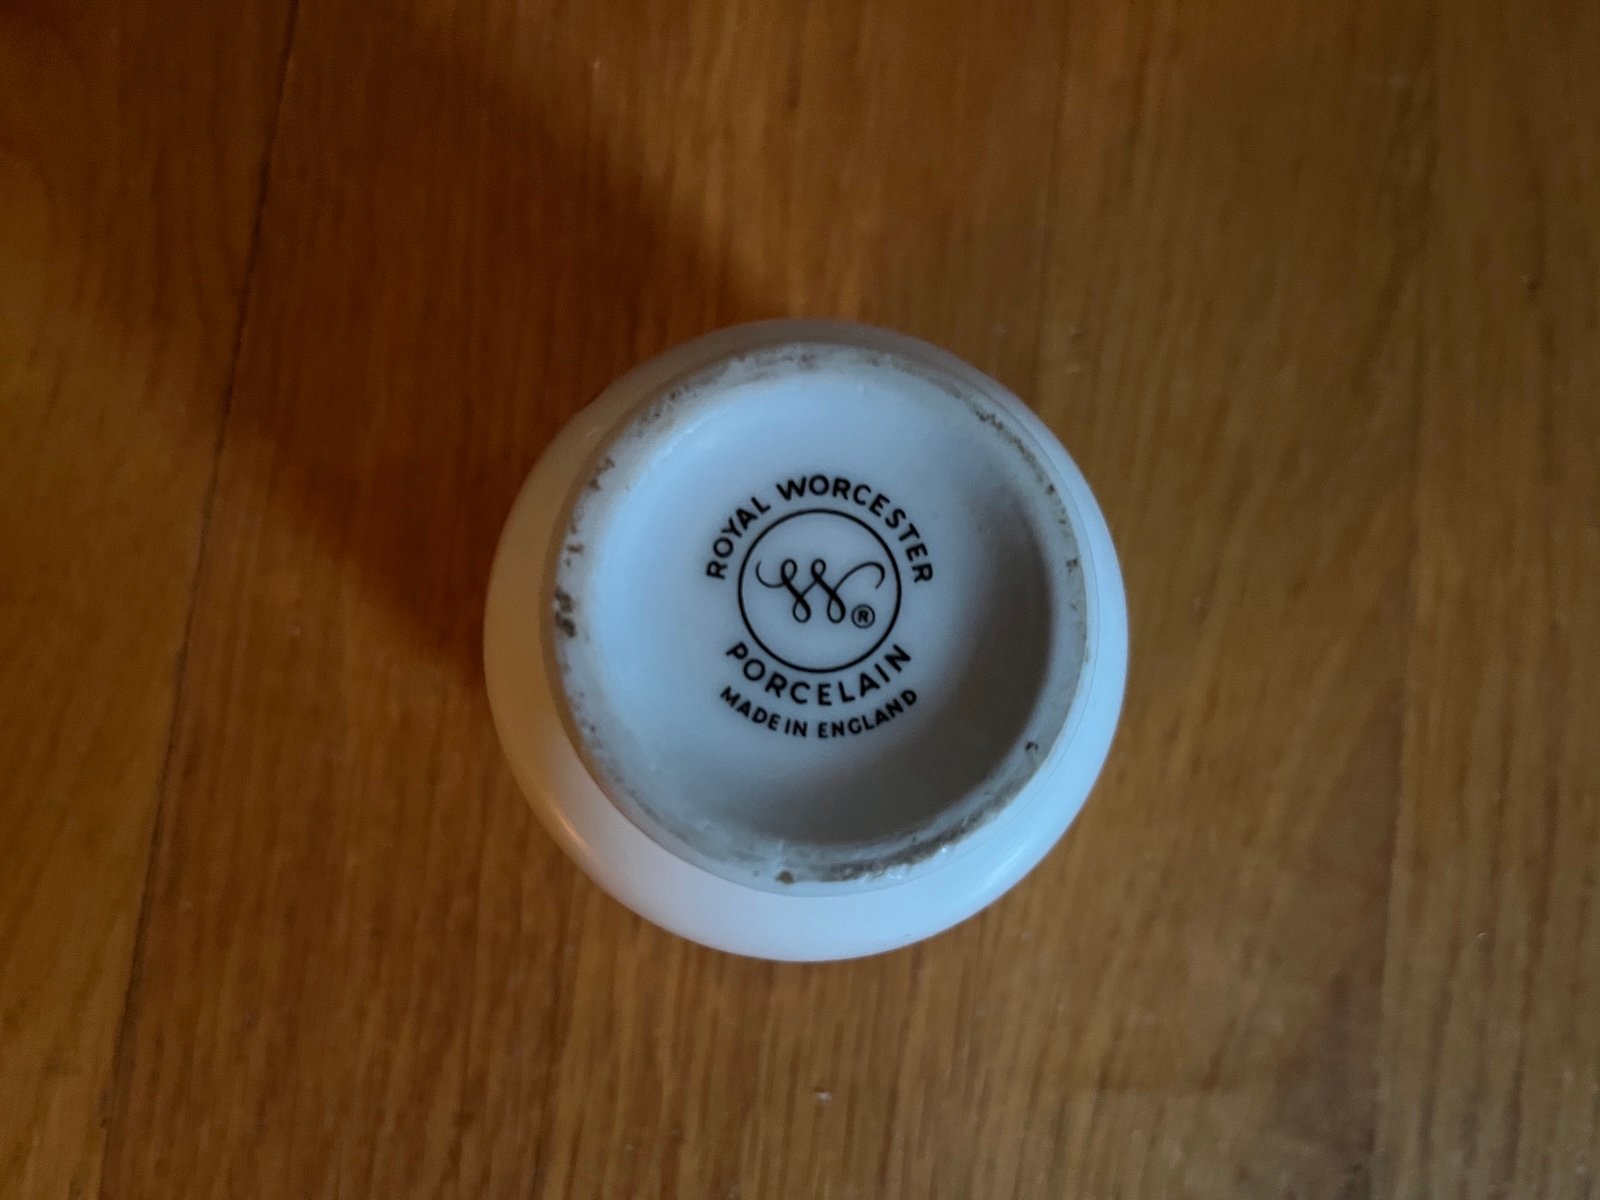 ROYAL WORCESTER
W®
PORCELAIN
MADE IN ENGLAND